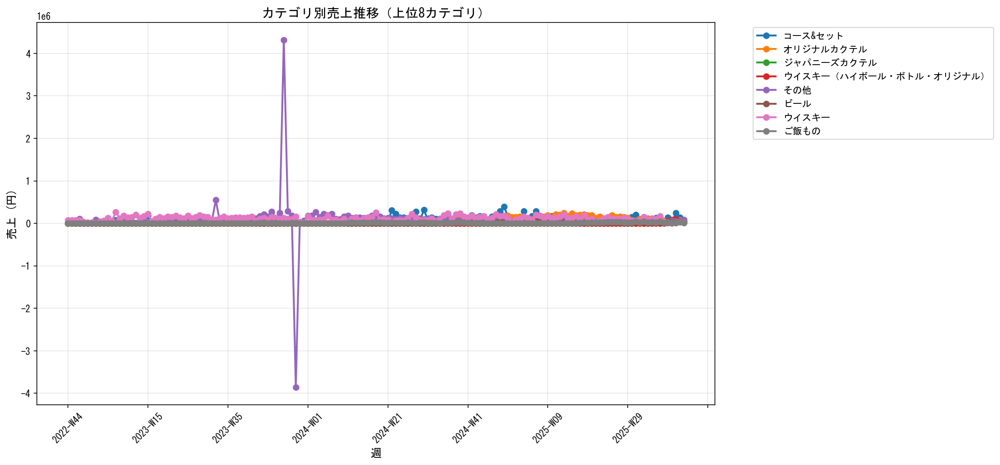 カテゴリ別売上推移（上位8カテゴリ）
1e6
4
3
2
1
0
−1
−2
−3
−4
売上（円）
2022-W44
2023-W15
2023-W35
2024-W01
2024-W21
2024-W41
2025-W09
2025-W29
週
コース&セット
オリジナルカクテル
ジャパニーズカクテル
ウイスキー（ハイボール・ボトル・オリジナル）
その他
ビール
ウイスキー
ご飯もの